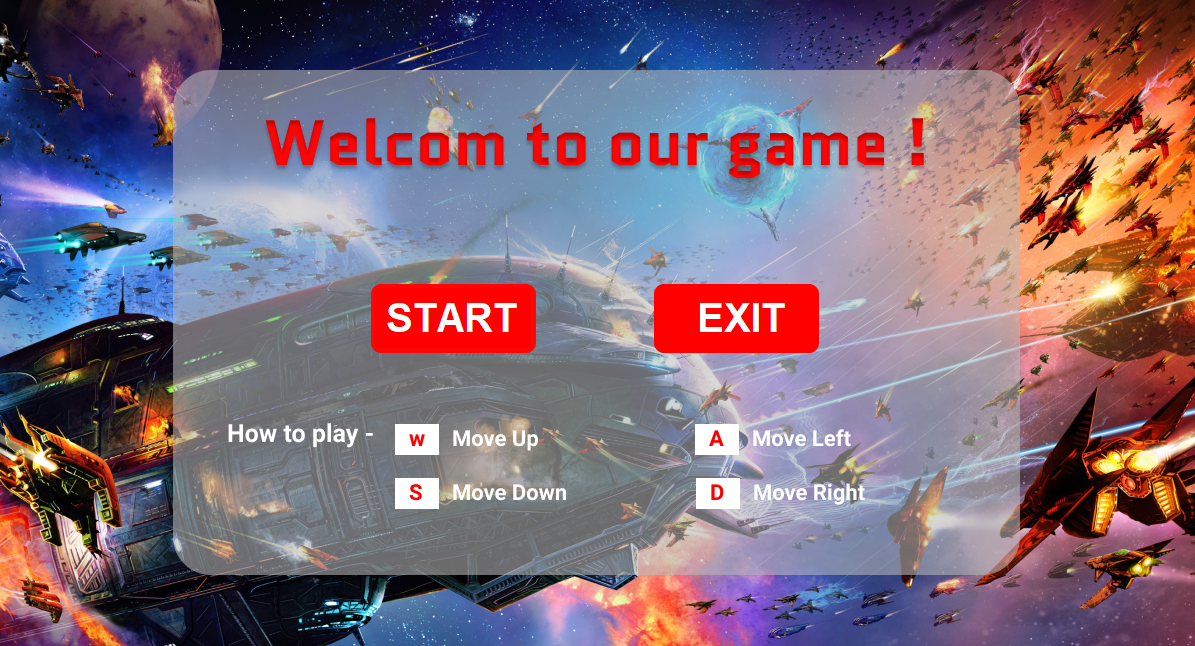 Welcom to our game !
START EXIT
How to play - w Move Up A Move Left
S Move Down D Move Right